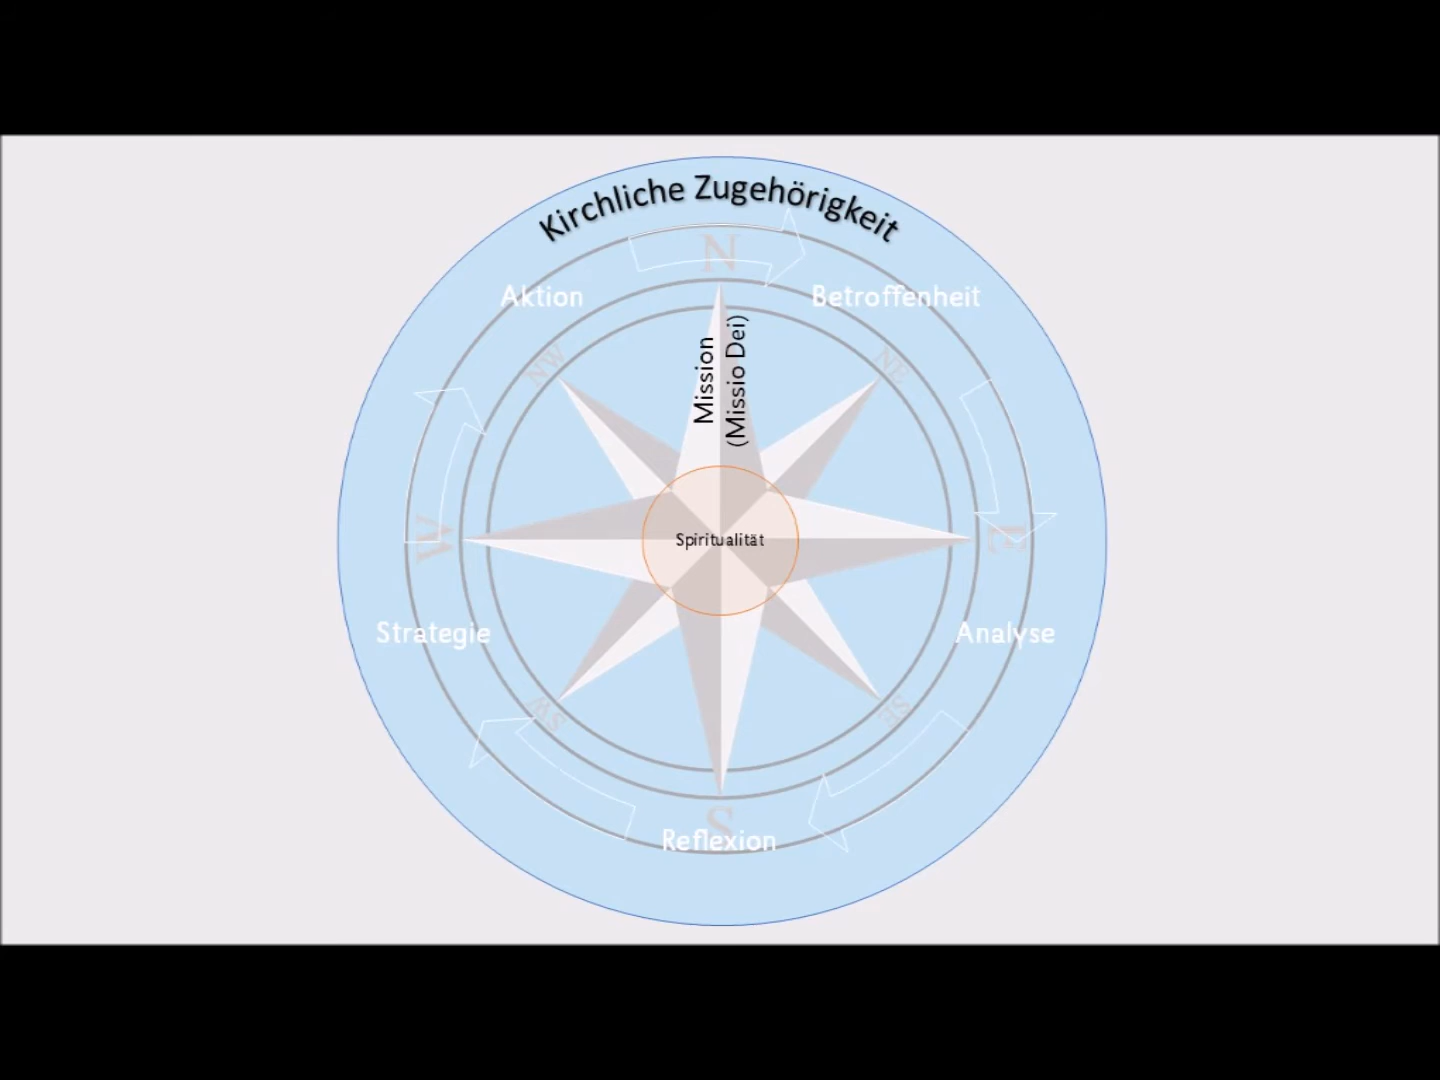 Kirchliche Zugehörigkeit
N
Aktion
Betroffenheit
NW
NE
Mission
(Missio Dei)
W
Spiritualität
E
Strategie
Analyse
SW
SE
S
Reflexion